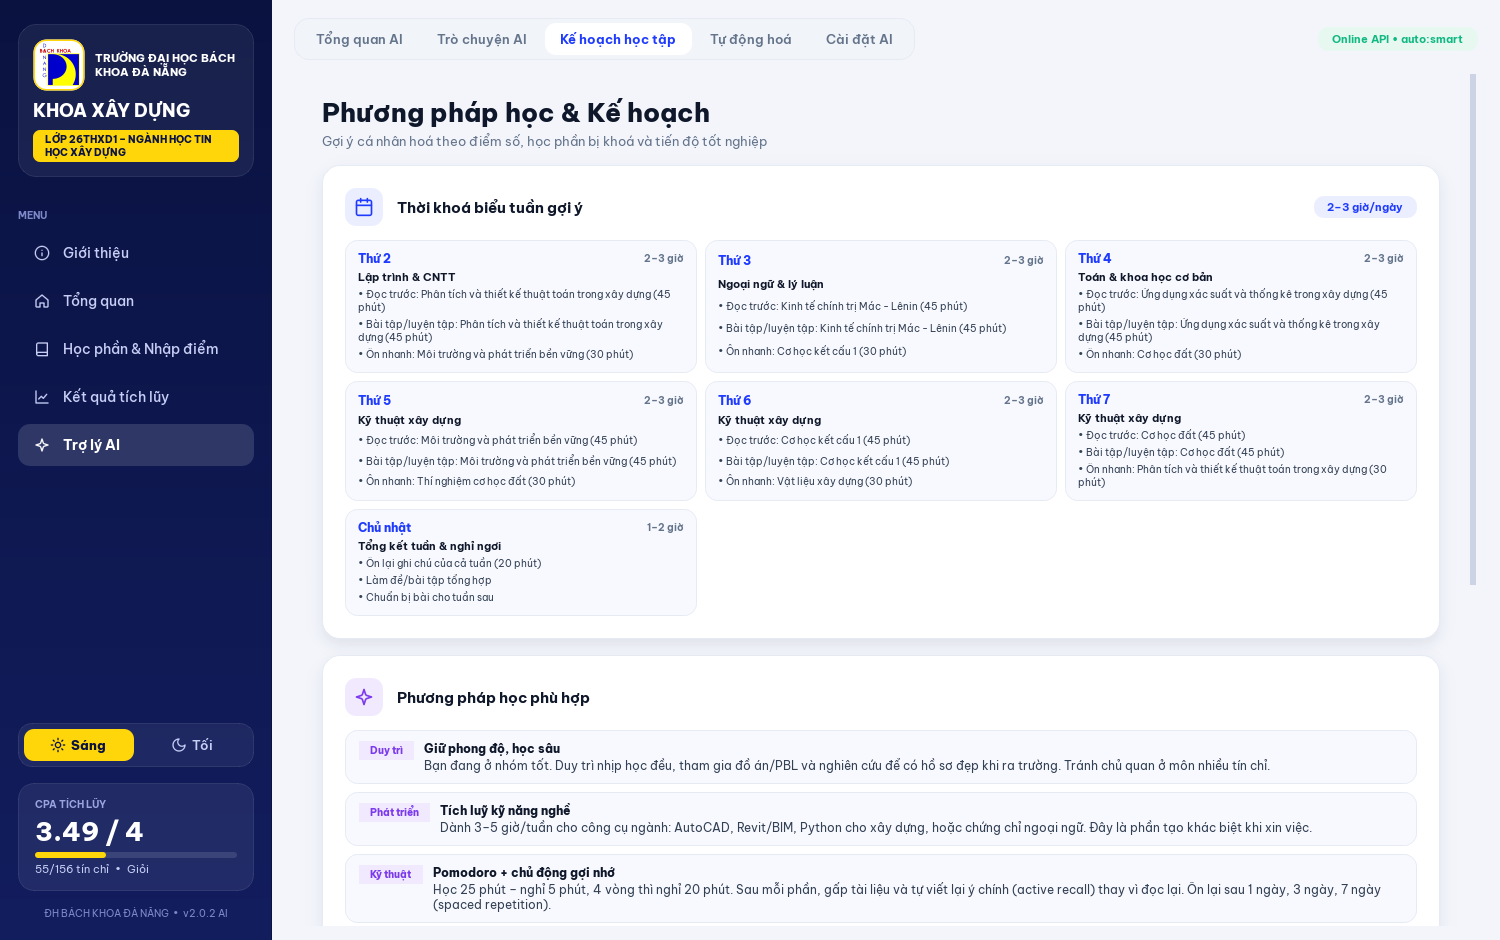 BÁCH KHOA
ĐÀ NẴNG
TRƯỜNG ĐẠI HỌC BÁCH
KHOA ĐÀ NẴNG
KHOA XÂY DỰNG
LỚP 26THXD1 – NGÀNH HỌC TIN
HỌC XÂY DỰNG
MENU
Giới thiệu
Tổng quan
Học phần & Nhập điểm
Kết quả tích lũy
Trợ lý AI
Sáng
Tối
CPA TÍCH LŨY
3.49 / 4
55/156 tín chỉ • Giỏi
ĐH BÁCH KHOA ĐÀ NẴNG • v2.0.2 AI
Tổng quan AI
Trò chuyện AI
Kế hoạch học tập
Tự động hoá
Cài đặt AI
Online API • auto:smart
Phương pháp học & Kế hoạch
Gợi ý cá nhân hoá theo điểm số, học phần bị khoá và tiến độ tốt nghiệp
Thời khoá biểu tuần gợi ý
2–3 giờ/ngày
Thứ 2
2–3 giờ
Lập trình & CNTT
• Đọc trước: Phân tích và thiết kế thuật toán trong xây dựng (45
phút)
• Bài tập/luyện tập: Phân tích và thiết kế thuật toán trong xây
dựng (45 phút)
• Ôn nhanh: Môi trường và phát triển bền vững (30 phút)
Thứ 3
2–3 giờ
Ngoại ngữ & lý luận
• Đọc trước: Kinh tế chính trị Mác - Lênin (45 phút)
• Bài tập/luyện tập: Kinh tế chính trị Mác - Lênin (45 phút)
• Ôn nhanh: Cơ học kết cấu 1 (30 phút)
Thứ 4
2–3 giờ
Toán & khoa học cơ bản
• Đọc trước: Ứng dụng xác suất và thống kê trong xây dựng (45
phút)
• Bài tập/luyện tập: Ứng dụng xác suất và thống kê trong xây
dựng (45 phút)
• Ôn nhanh: Cơ học đất (30 phút)
Thứ 5
2–3 giờ
Kỹ thuật xây dựng
• Đọc trước: Môi trường và phát triển bền vững (45 phút)
• Bài tập/luyện tập: Môi trường và phát triển bền vững (45 phút)
• Ôn nhanh: Thí nghiệm cơ học đất (30 phút)
Thứ 6
2–3 giờ
Kỹ thuật xây dựng
• Đọc trước: Cơ học kết cấu 1 (45 phút)
• Bài tập/luyện tập: Cơ học kết cấu 1 (45 phút)
• Ôn nhanh: Vật liệu xây dựng (30 phút)
Thứ 7
2–3 giờ
Kỹ thuật xây dựng
• Đọc trước: Cơ học đất (45 phút)
• Bài tập/luyện tập: Cơ học đất (45 phút)
• Ôn nhanh: Phân tích và thiết kế thuật toán trong xây dựng (30
phút)
Chủ nhật
1–2 giờ
Tổng kết tuần & nghỉ ngơi
• Ôn lại ghi chú của cả tuần (20 phút)
• Làm đề/bài tập tổng hợp
• Chuẩn bị bài cho tuần sau
Phương pháp học phù hợp
Duy trì
Giữ phong độ, học sâu
Bạn đang ở nhóm tốt. Duy trì nhịp học đều, tham gia đồ án/PBL và nghiên cứu để có hồ sơ đẹp khi ra trường. Tránh chủ quan ở môn nhiều tín chỉ.
Phát triển
Tích luỹ kỹ năng nghề
Dành 3–5 giờ/tuần cho công cụ ngành: AutoCAD, Revit/BIM, Python cho xây dựng, hoặc chứng chỉ ngoại ngữ. Đây là phần tạo khác biệt khi xin việc.
Kỹ thuật
Pomodoro + chủ động gợi nhớ
Học 25 phút – nghỉ 5 phút, 4 vòng thì nghỉ 20 phút. Sau mỗi phần, gấp tài liệu và tự viết lại ý chính (active recall) thay vì đọc lại. Ôn lại sau 1 ngày, 3 ngày, 7 ngày
(spaced repetition).